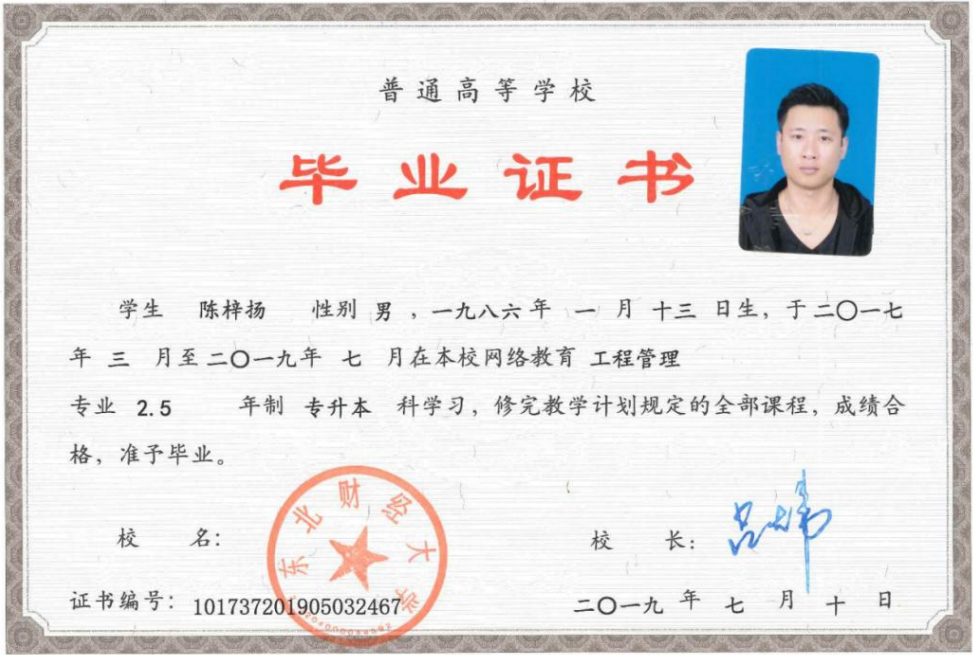 普通高等学校
毕业证书
学生 陈梓扬 性别 男 ，一九八六年 一 月 十三 日生，于二〇一七
年 三 月至二〇一九年 七 月在本校网络教育 工程管理
专业 2.5 年制 专升本 科学习，修完教学计划规定的全部课程，成绩合
格，准予毕业。
校 名：
东北财经大学
校 长：
证书编号：101737201905032467
二〇一九 年 七 月 十 日